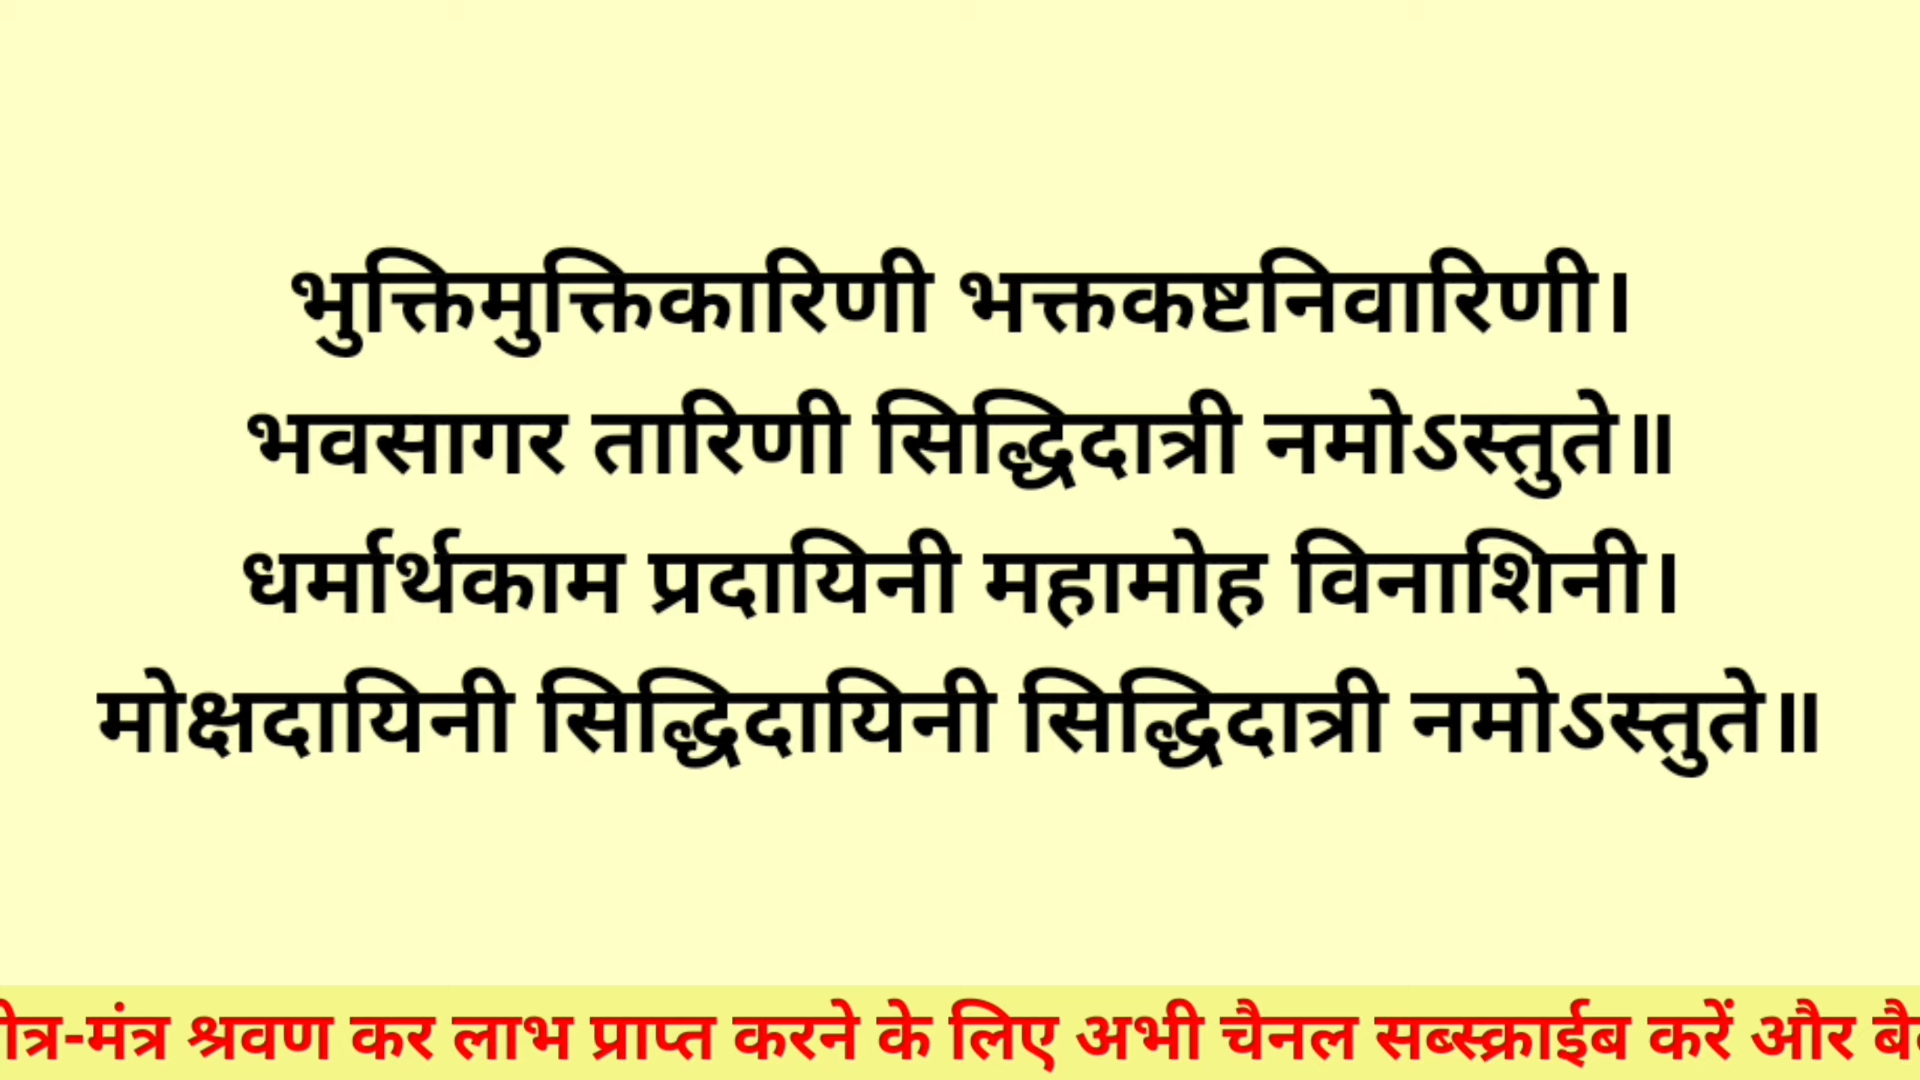 भुक्तिमुक्तिकारिणी भक्तकष्टनिवारिणी।
भवसागर तारिणी सिद्धिदात्री नमोऽस्तुते॥
धर्मार्थकाम प्रदायिनी महामोह विनाशिनी।
मोक्षदायिनी सिद्धिदायिनी सिद्धिदात्री नमोऽस्तुते॥
श्रवण कर लाभ प्राप्त करने के लिए अभी चैनल सब्स्क्राईब करें और